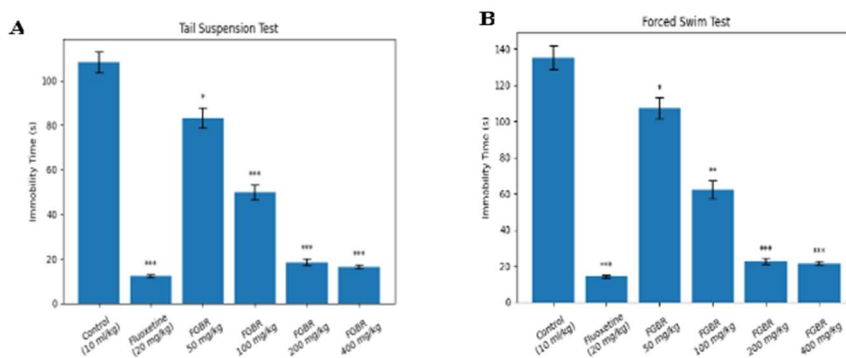 A
Tail Suspension Test
Immobility Time (s)
100
80
60
40
20
0
*
***
***
***
***
Control (10 ml/kg)
Fluoxetine (20 mg/kg)
FGBR 50 mg/kg
FGBR 100 mg/kg
FGBR 200 mg/kg
FGBR 400 mg/kg
B
Forced Swim Test
Immobility Time (s)
140
120
100
80
60
40
20
0
***
*
**
***
***
Control (10 ml/kg)
Fluoxetine (20 mg/kg)
FGBR 50 mg/kg
FGBR 100 mg/kg
FGBR 200 mg/kg
FGBR 400 mg/kg